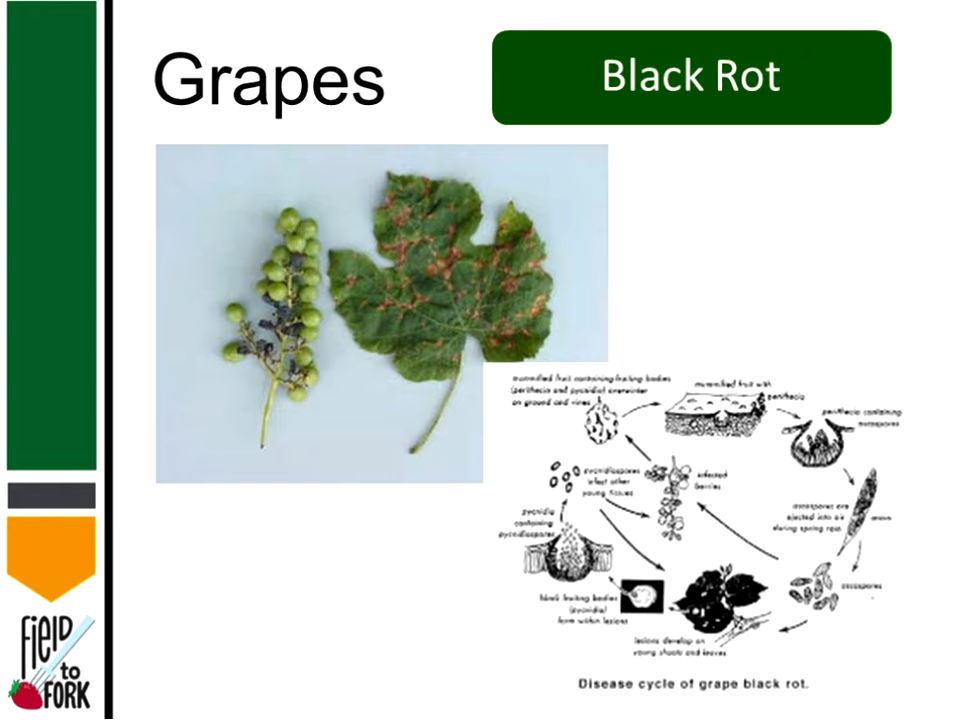 Grapes
Black Rot
mummified fruit containing fruiting bodies
(perithecia and pycnidia) overwinter
on ground and vines
mummified fruit with
perithecia
perithecia containing
ascospores
pycnidiospores
infect other
young tissues
infected
berries
pycnidia
containing
pycnidiospores
ascospores are
ejected into air
during spring rain
ascus
ascospores
black fruiting bodies
(pycnidia)
form within lesions
lesions develop on
young shoots and leaves
Disease cycle of grape black rot.
FiELD
to
FORK